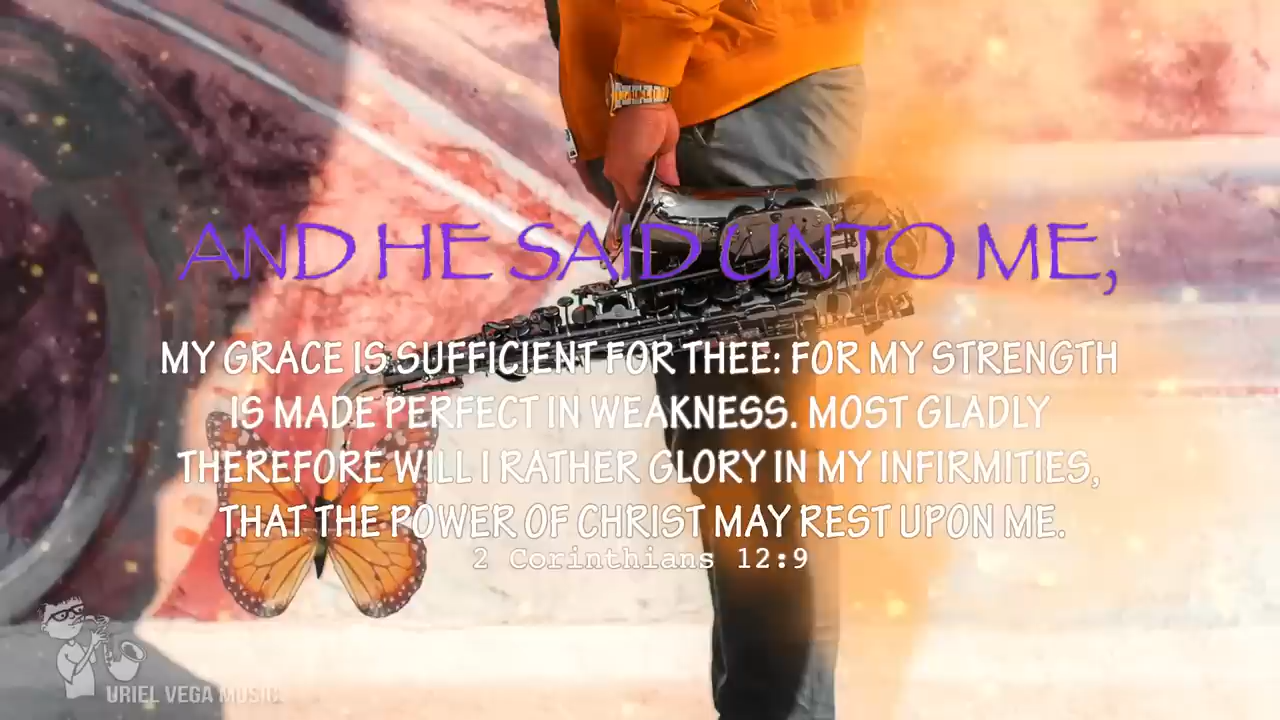 AND HE SAID UNTO ME,
MY GRACE IS SUFFICIENT FOR THEE: FOR MY STRENGTH
IS MADE PERFECT IN WEAKNESS. MOST GLADLY
THEREFORE WILL I RATHER GLORY IN MY INFIRMITIES,
THAT THE POWER OF CHRIST MAY REST UPON ME.
2 Corinthians 12:9
URIEL VEGA MUSIC